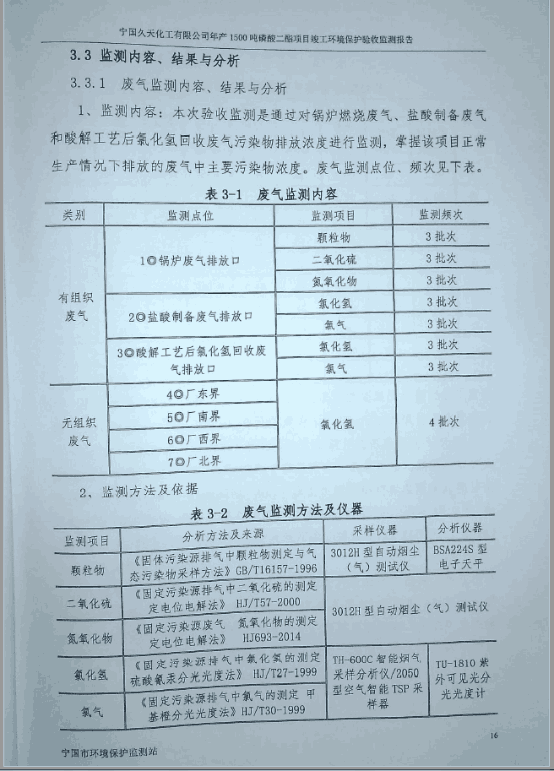 宁国久天化工有限公司年产1500吨磷酸二酯项目竣工环境保护验收监测报告
3.3 监测内容、结果与分析
3.3.1 废气监测内容、结果与分析
1、监测内容：本次验收监测是通过对锅炉燃烧废气、盐酸制备废气
和酸解工艺后氯化氢回收废气污染物排放浓度进行监测，掌握该项目正常
生产情况下排放的废气中主要污染物浓度。废气监测点位、频次见下表。
表3-1 废气监测内容
类别 监测点位 监测项目 监测频次
有组织
废气
1◎锅炉废气排放口
颗粒物 3批次
二氧化硫 3批次
氮氧化物 3批次
2◎盐酸制备废气排放口
氯化氢 3批次
氯气 3批次
3◎酸解工艺后氯化氢回收废
气排放口
氯化氢 3批次
氯气 3批次
无组织
废气
4◎厂东界
5◎厂南界
6◎厂西界
7◎厂北界
氯化氢 4批次
2、监测方法及依据
表3-2 废气监测方法及仪器
监测项目 分析方法及来源 采样仪器 分析仪器
颗粒物
《固体污染源排气中颗粒物测定与气
态污染物采样方法》GB/T16157-1996
3012H型自动烟尘
（气）测试仪
BSA224S型
电子天平
二氧化硫
《固定污染源排气中二氧化硫的测定
定电位电解法》 HJ/T57-2000
3012H型自动烟尘（气）测试仪
氮氧化物
《固定污染源废气 氮氧化物的测定
定电位电解法》 HJ693-2014
氯化氢
《固定污染源排气中氯化氢的测定
硫酸氰汞分光光度法》 HJ/T27-1999
TH-600C智能烟气
采样分析仪/2050
型空气智能TSP采
样器
TU-1810紫
外可见光分
光光度计
氯气
《固定污染源排气中氯气的测定 甲
基橙分光光度法》HJ/T30-1999
16
宁国市环境保护监测站